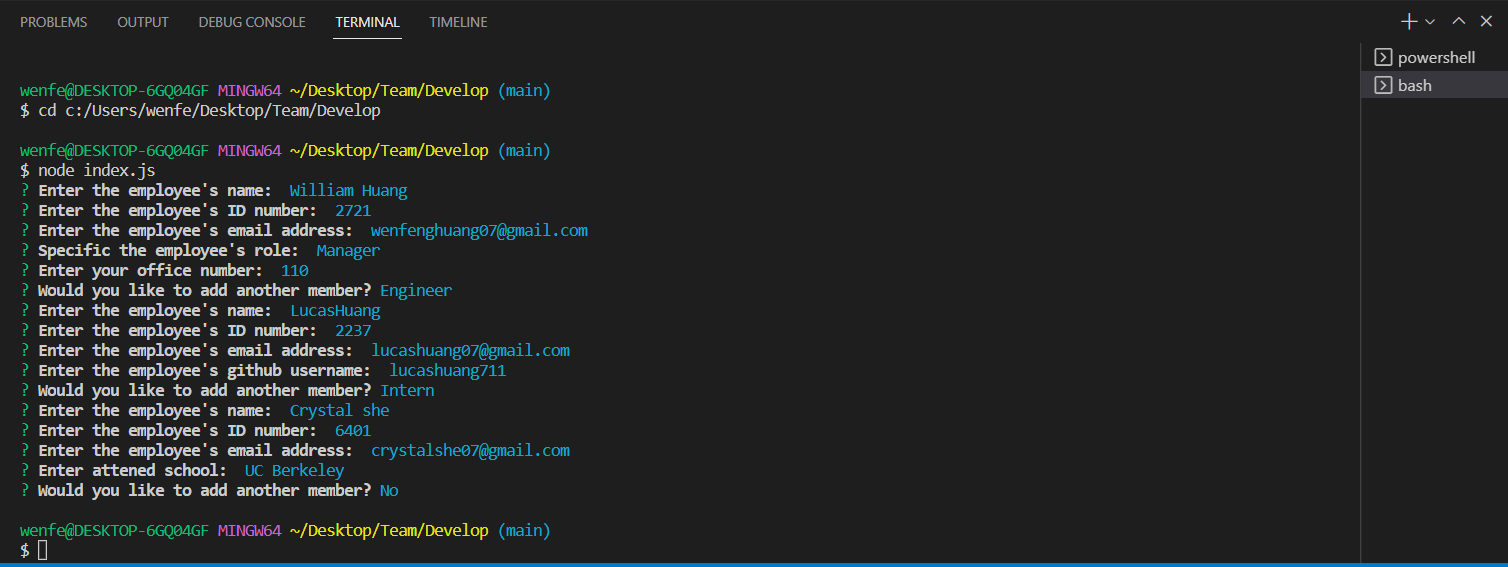 PROBLEMS OUTPUT DEBUG CONSOLE TERMINAL TIMELINE
powershell
bash
wenfe@DESKTOP-6GQ04GF MINGW64 ~/Desktop/Team/Develop (main)
$ cd c:/Users/wenfe/Desktop/Team/Develop
wenfe@DESKTOP-6GQ04GF MINGW64 ~/Desktop/Team/Develop (main)
$ node index.js
? Enter the employee's name:  William Huang
? Enter the employee's ID number:  2721
? Enter the employee's email address:  wenfenghuang07@gmail.com
? Specific the employee's role:  Manager
? Enter your office number:  110
? Would you like to add another member? Engineer
? Enter the employee's name:  LucasHuang
? Enter the employee's ID number:  2237
? Enter the employee's email address:  lucashuang07@gmail.com
? Enter the employee's github username:  lucashuang711
? Would you like to add another member? Intern
? Enter the employee's name:  Crystal she
? Enter the employee's ID number:  6401
? Enter the employee's email address:  crystalshe07@gmail.com
? Enter attened school:  UC Berkeley
? Would you like to add another member? No
wenfe@DESKTOP-6GQ04GF MINGW64 ~/Desktop/Team/Develop (main)
$